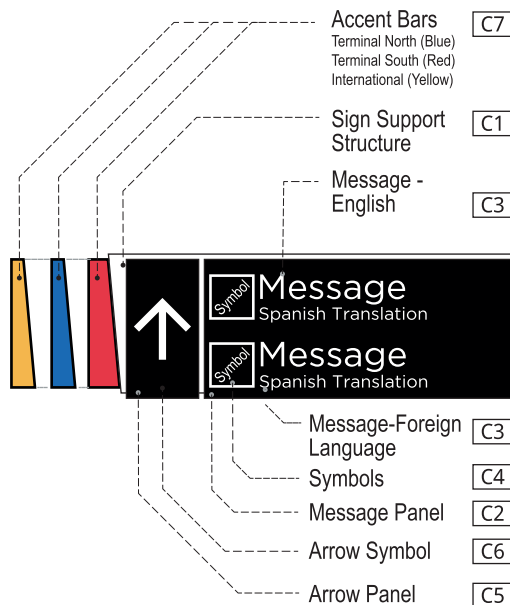 Accent Bars
C7
Terminal North (Blue)
Terminal South (Red)
International (Yellow)
Sign Support
Structure
C1
Message -
English
C3
Symbol
Message
Spanish Translation
Symbol
Message
Spanish Translation
Message-Foreign
Language
C3
Symbols
C4
Message Panel
C2
Arrow Symbol
C6
Arrow Panel
C5